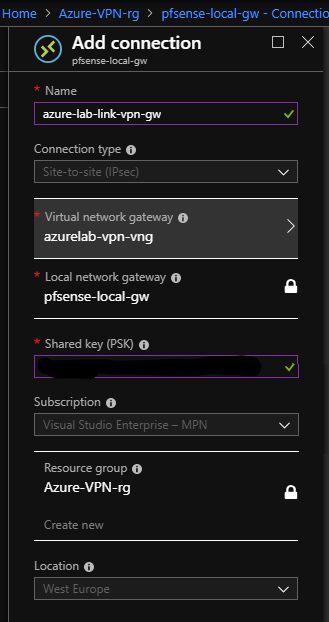 Home > Azure-VPN-rg > pfsense-local-gw - Connectio
Add connection
pfsense-local-gw
* Name
azure-lab-link-vpn-gw
Connection type
Site-to-site (IPsec)
* Virtual network gateway
azurelab-vpn-vng
* Local network gateway
pfsense-local-gw
* Shared key (PSK)
Subscription
Visual Studio Enterprise – MPN
Resource group
Azure-VPN-rg
Create new
Location
West Europe